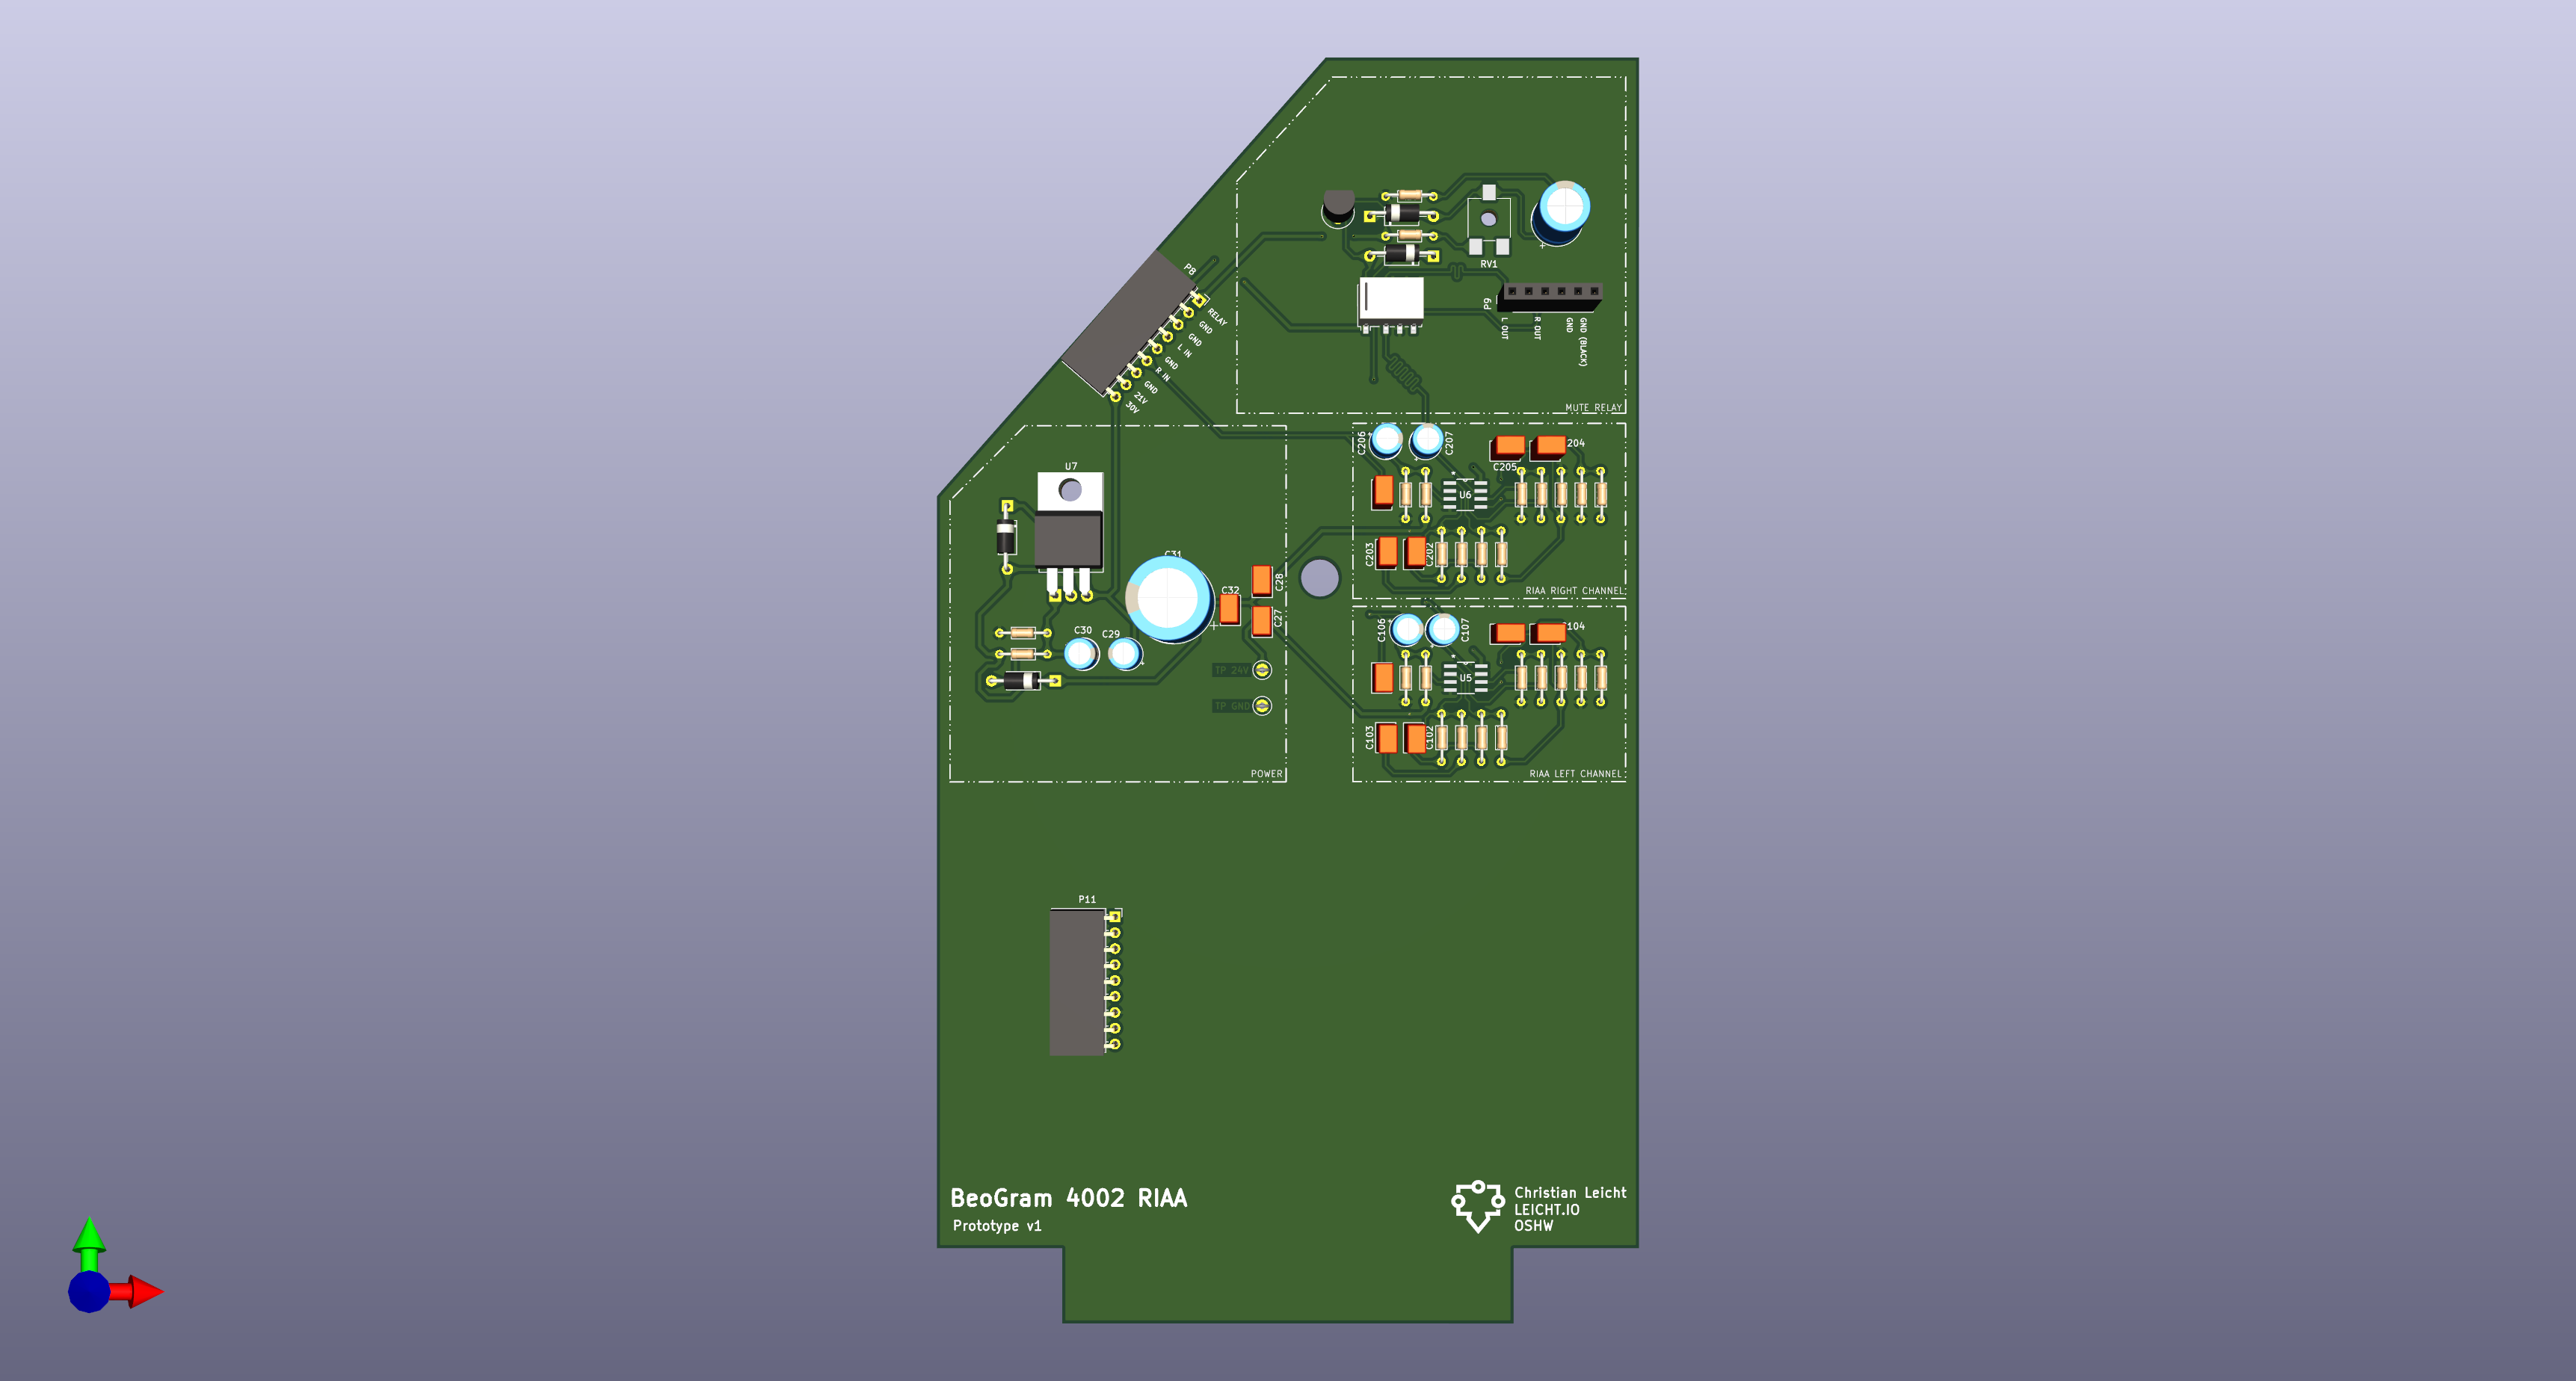 P8
RELAY
GND
GND
L IN
GND
R IN
GND
21V
30V
RV1
P9
L OUT
R OUT
GND
GND (BLACK)
MUTE RELAY
U7
C31
C32
C28
C27
C30
C29
TP 24V
TP GND
POWER
C206
C207
204
C205
U6
C203
C202
RIAA RIGHT CHANNEL
C106
C107
104
U5
C103
C102
RIAA LEFT CHANNEL
P11
BeoGram 4002 RIAA
Prototype v1
Christian Leicht
LEICHT.IO
OSHW